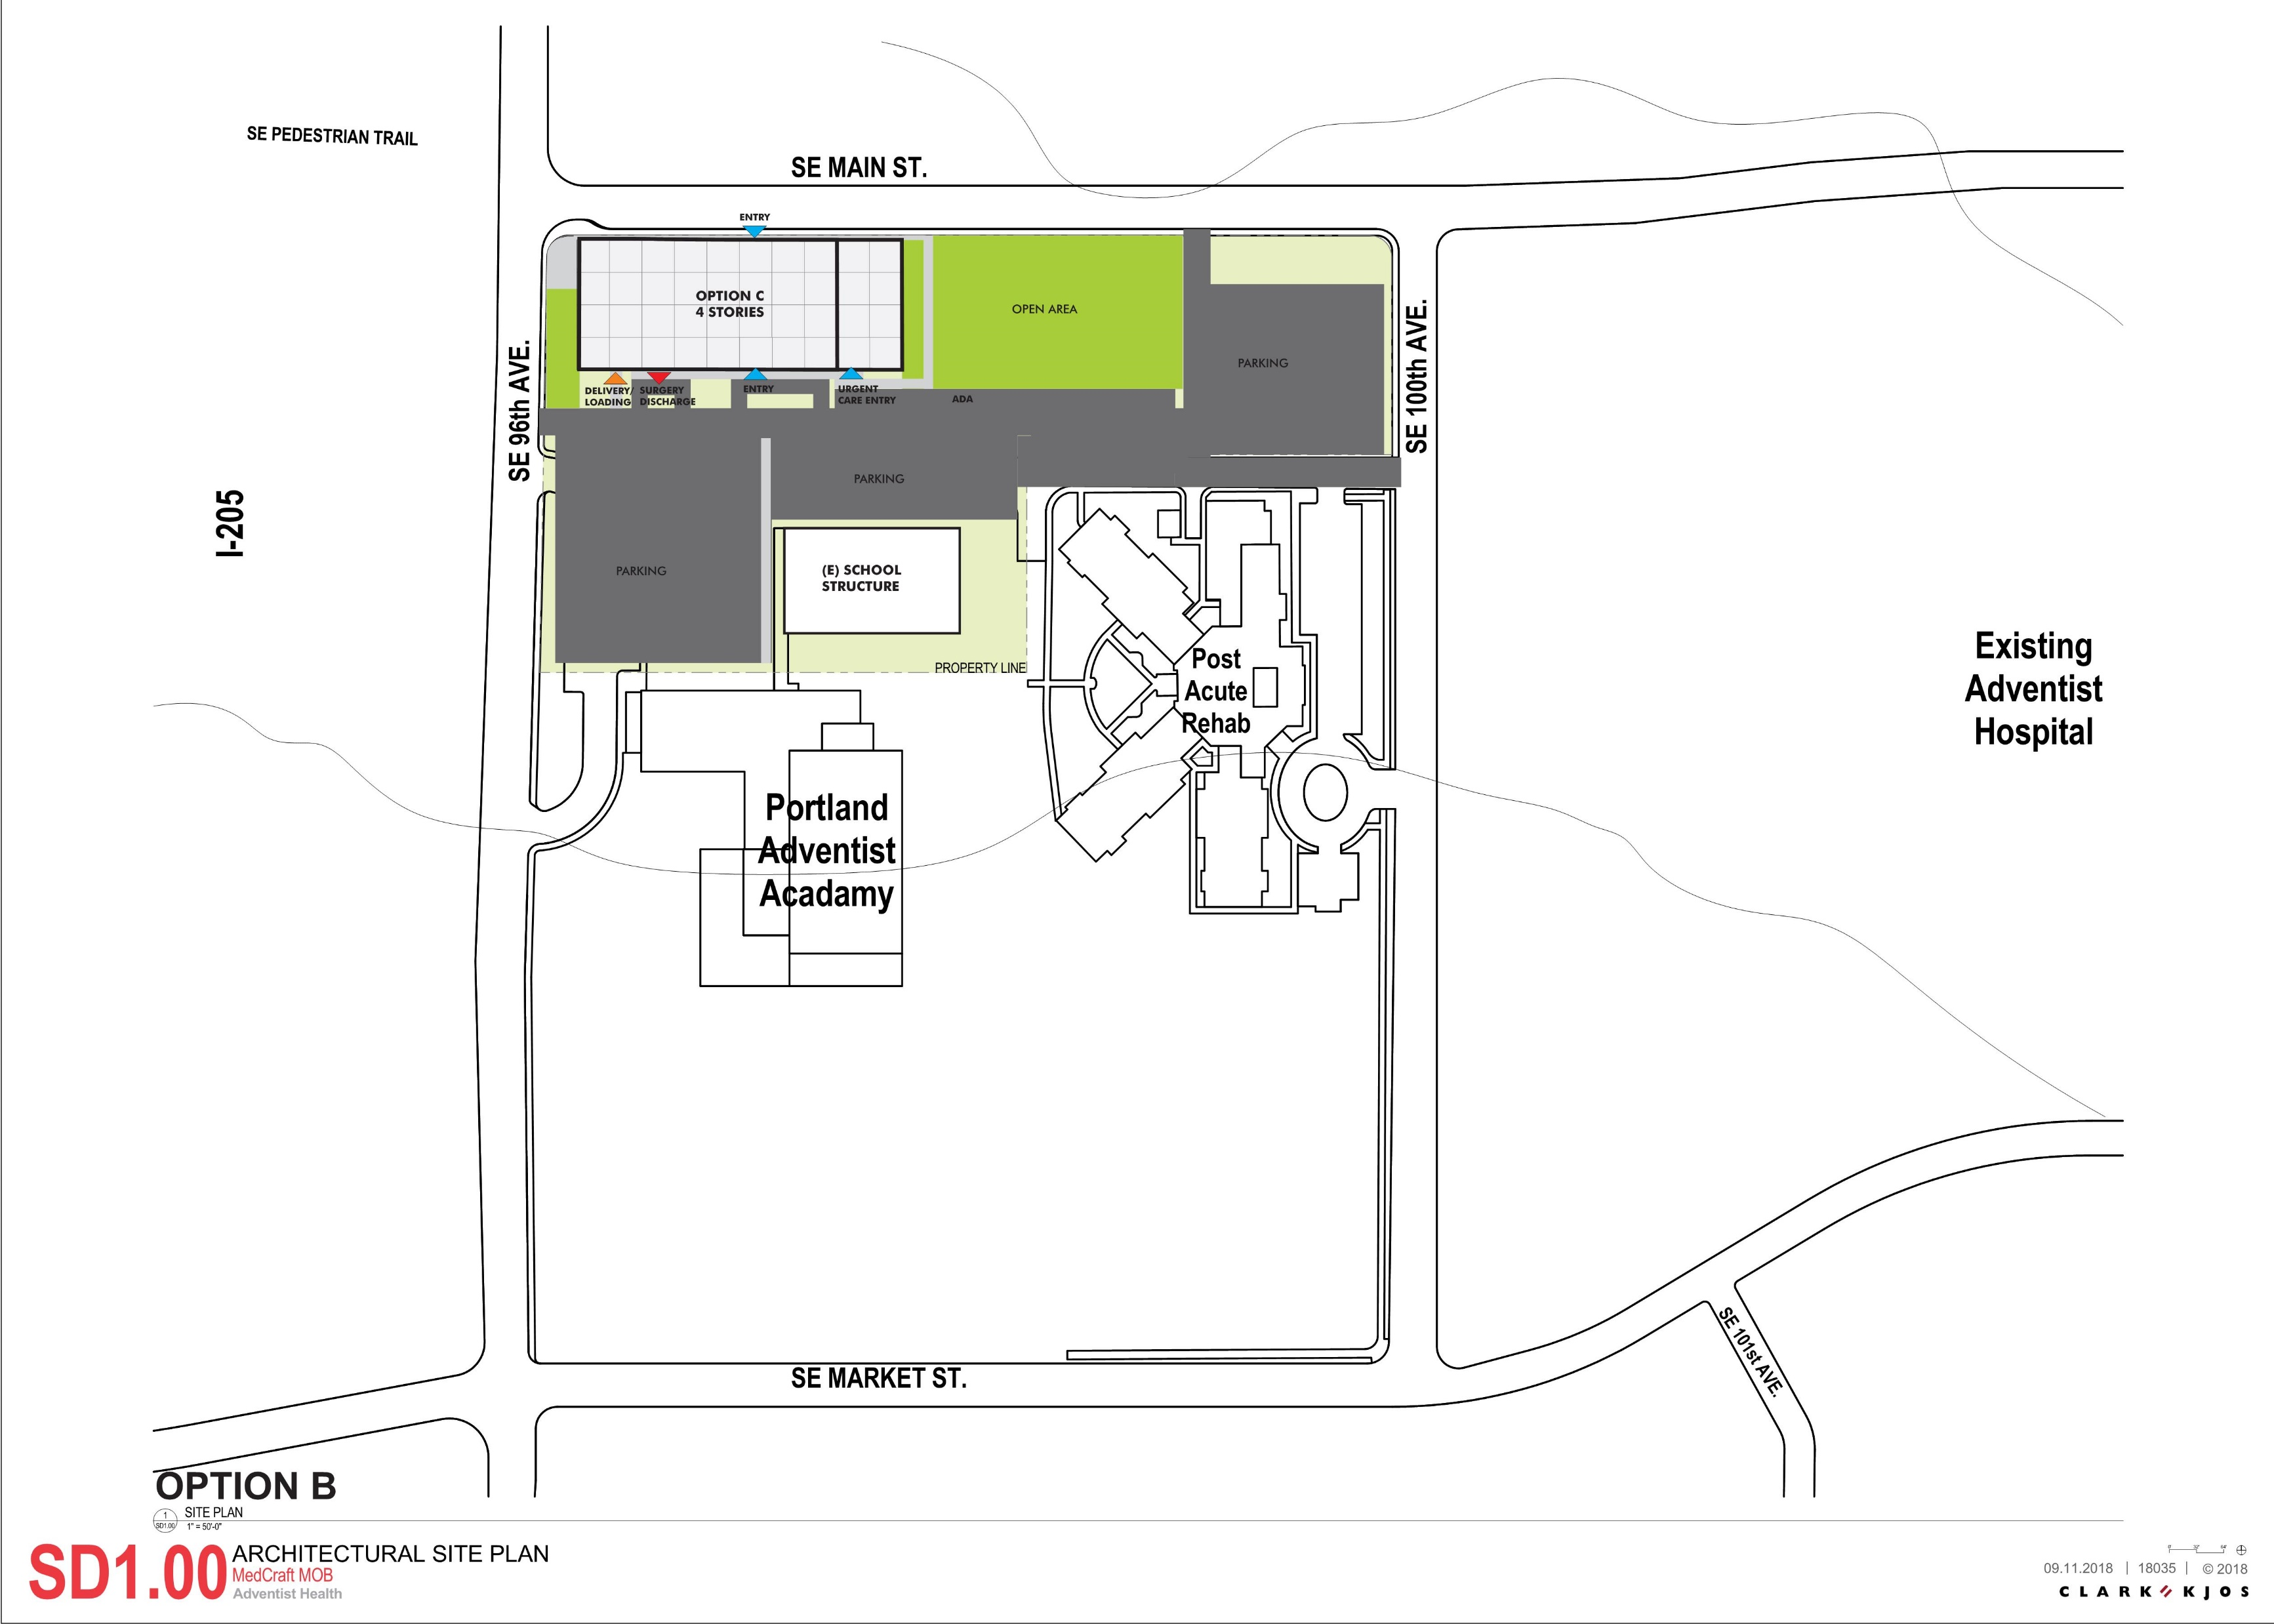 SE PEDESTRIAN TRAIL
SE MAIN ST.
ENTRY
OPTION C
4 STORIES
OPEN AREA
PARKING
SE 96th AVE.
SE 100th AVE.
DELIVERY/
LOADING
SURGERY
DISCHARGE
ENTRY
URGENT
CARE ENTRY
ADA
PARKING
I-205
PARKING
(E) SCHOOL
STRUCTURE
PROPERTY LINE
Post
Acute
Rehab
Existing
Adventist
Hospital
Portland
Adventist
Acadamy
SE MARKET ST.
SE 101st AVE.
OPTION B
1
SD1.00
SITE PLAN
1" = 50'-0"
SD1.00
ARCHITECTURAL SITE PLAN
MedCraft MOB
Adventist Health
09.11.2018 | 18035 | © 2018
CLARK KJOS